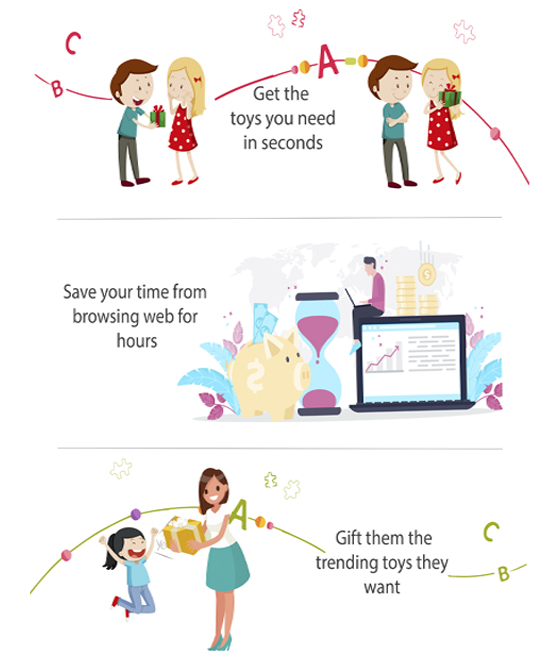 C
B
A
Get the
toys you need
in seconds
Save your time from
browsing web for
hours
A
Gift them the
trending toys they
want
C
B